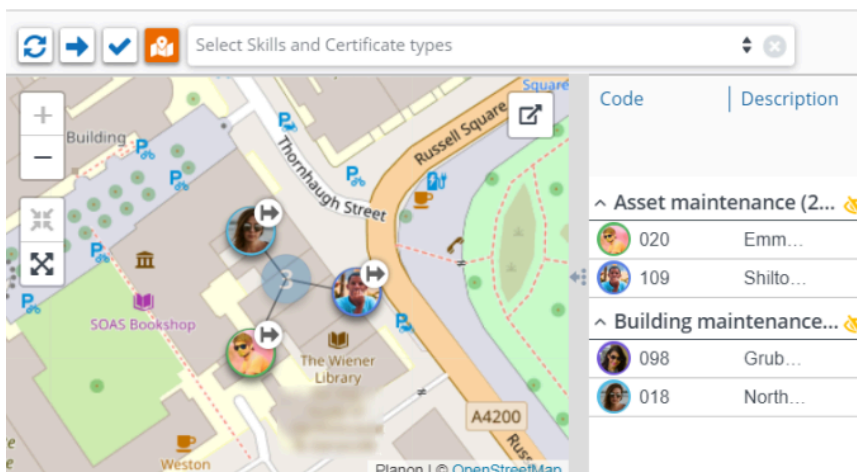 Select Skills and Certificate types
Square
Building
Thornhaugh Street
Russell Square
3
SOAS Bookshop
The Wiener
Library
A4200
Russ
Weston
Planon | © OpenStreetMap
Code
Description
Asset maintenance (2...
020 Emm...
109 Shilto...
Building maintenance...
098 Grub...
018 North...